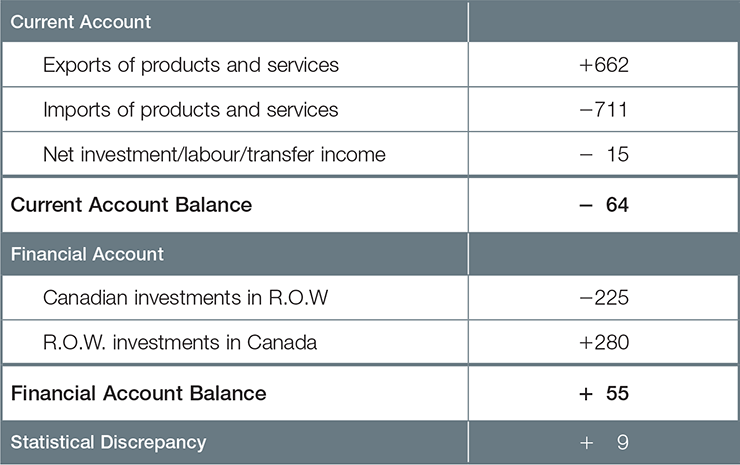 Current Account
Exports of products and services +662
Imports of products and services −711
Net investment/labour/transfer income − 15
Current Account Balance − 64
Financial Account
Canadian investments in R.O.W −225
R.O.W. investments in Canada +280
Financial Account Balance + 55
Statistical Discrepancy + 9